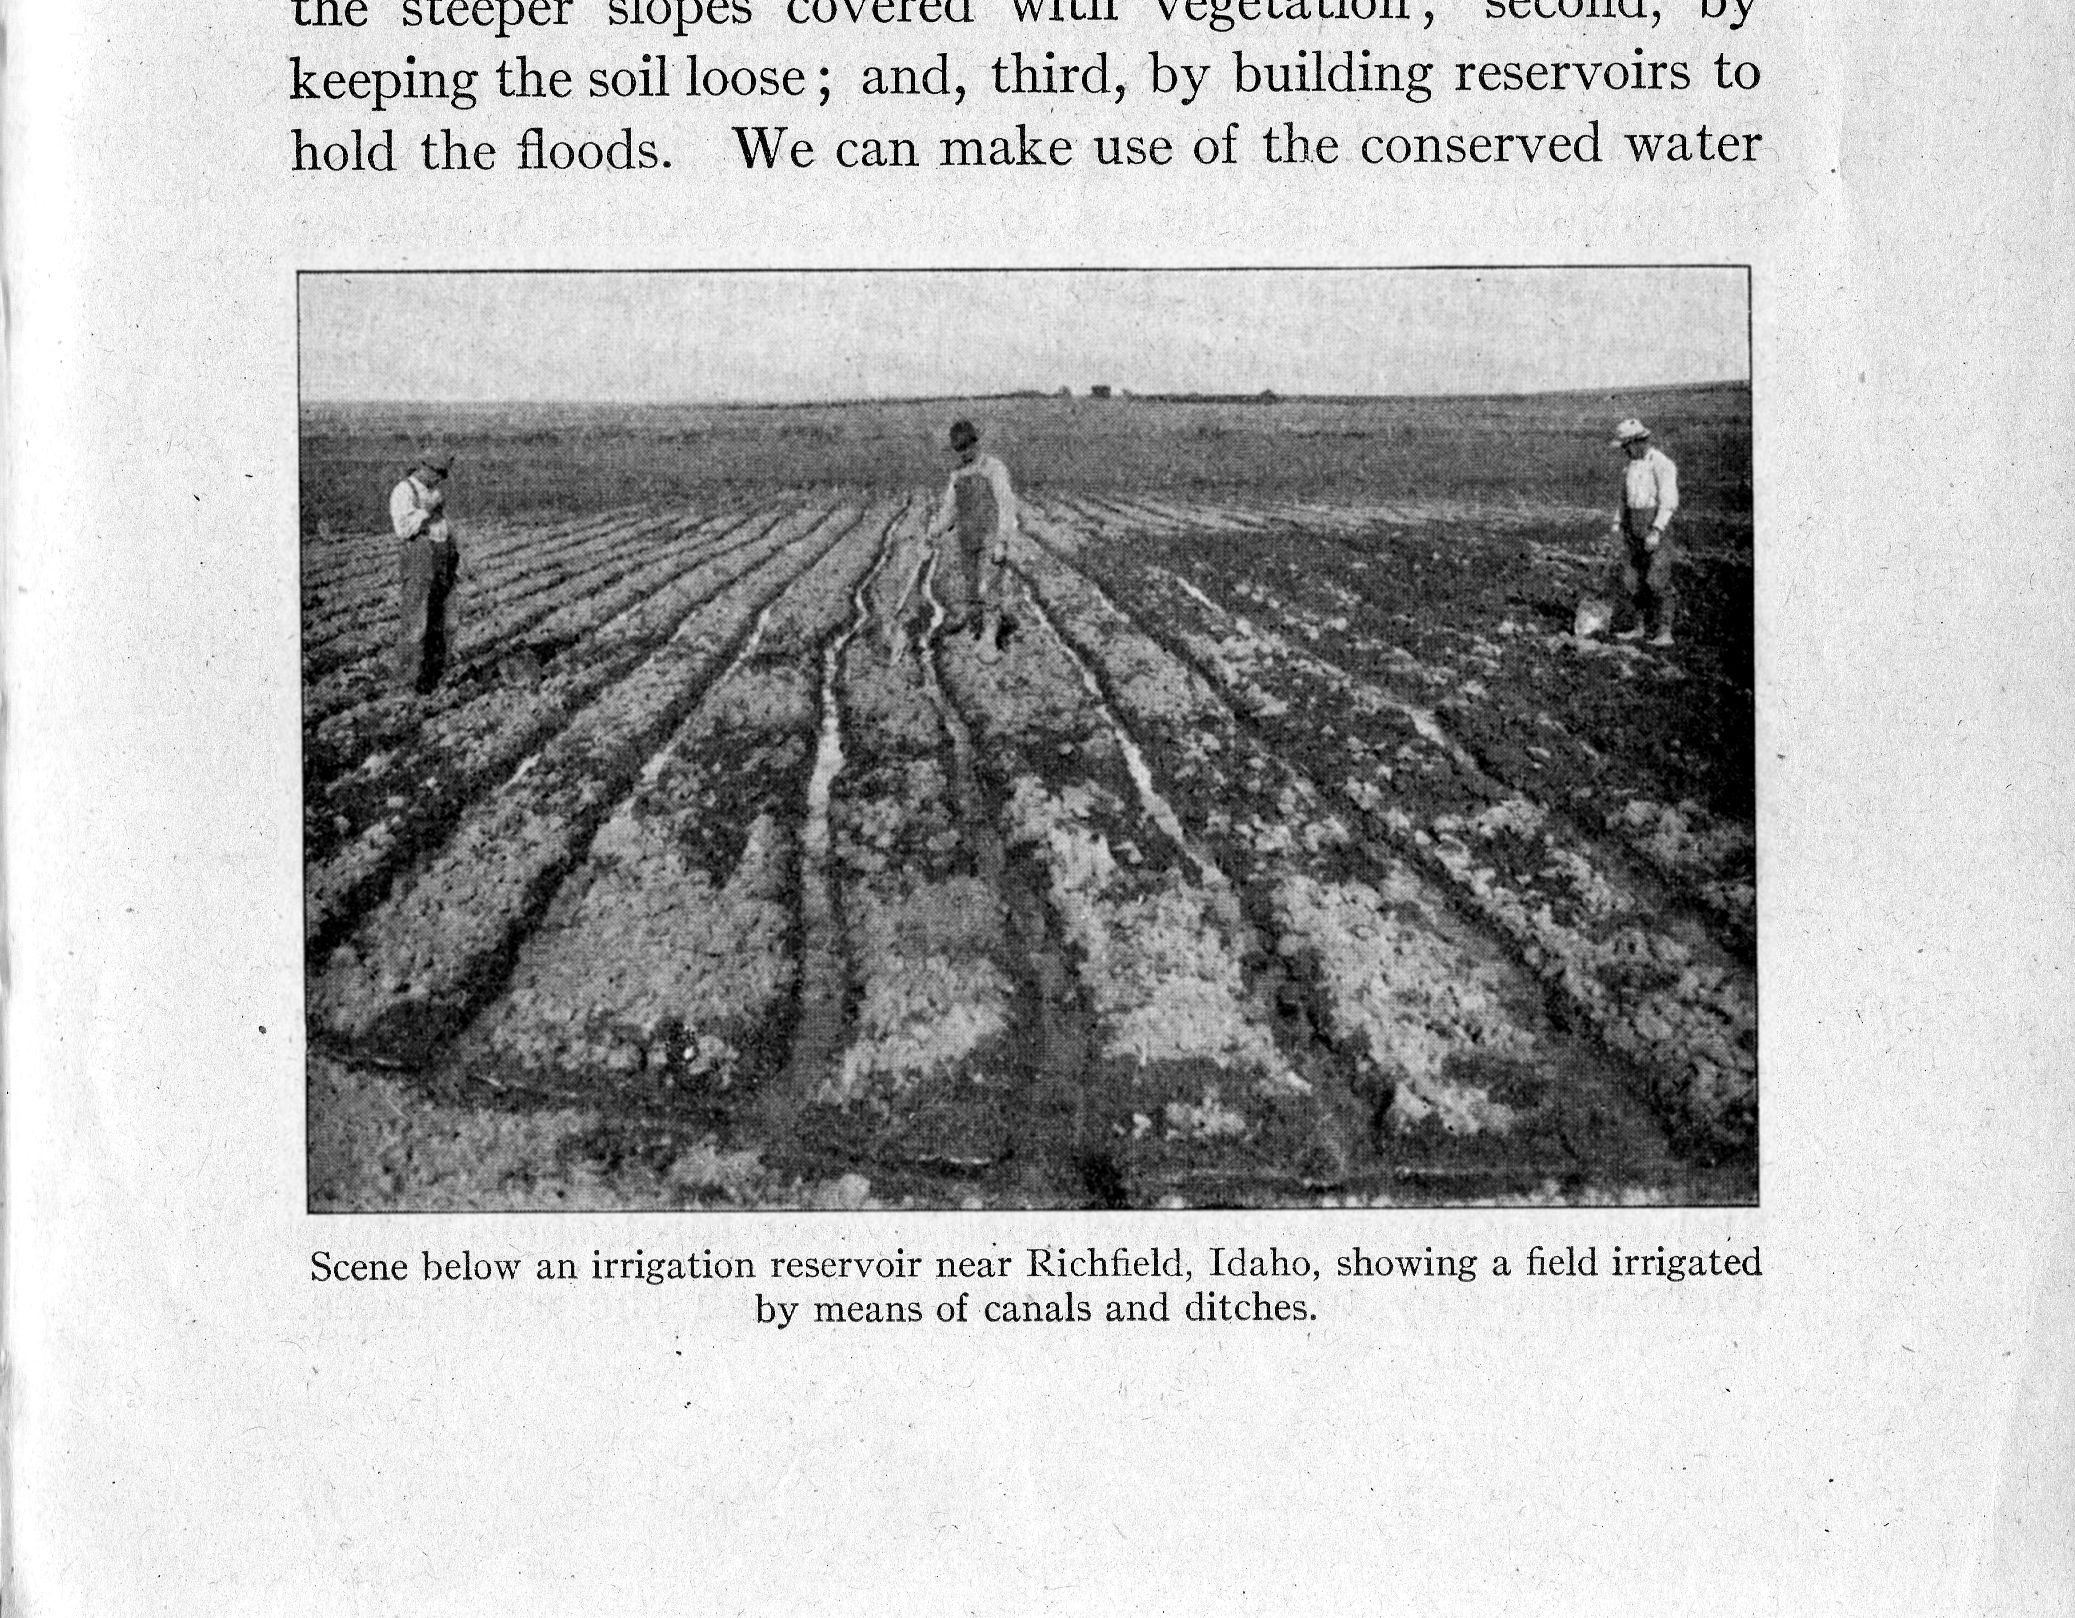 the steeper slopes covered with vegetation; second, by
keeping the soil loose; and, third, by building reservoirs to
hold the floods. We can make use of the conserved water
Scene below an irrigation reservoir near Richfield, Idaho, showing a field irrigated
by means of canals and ditches.